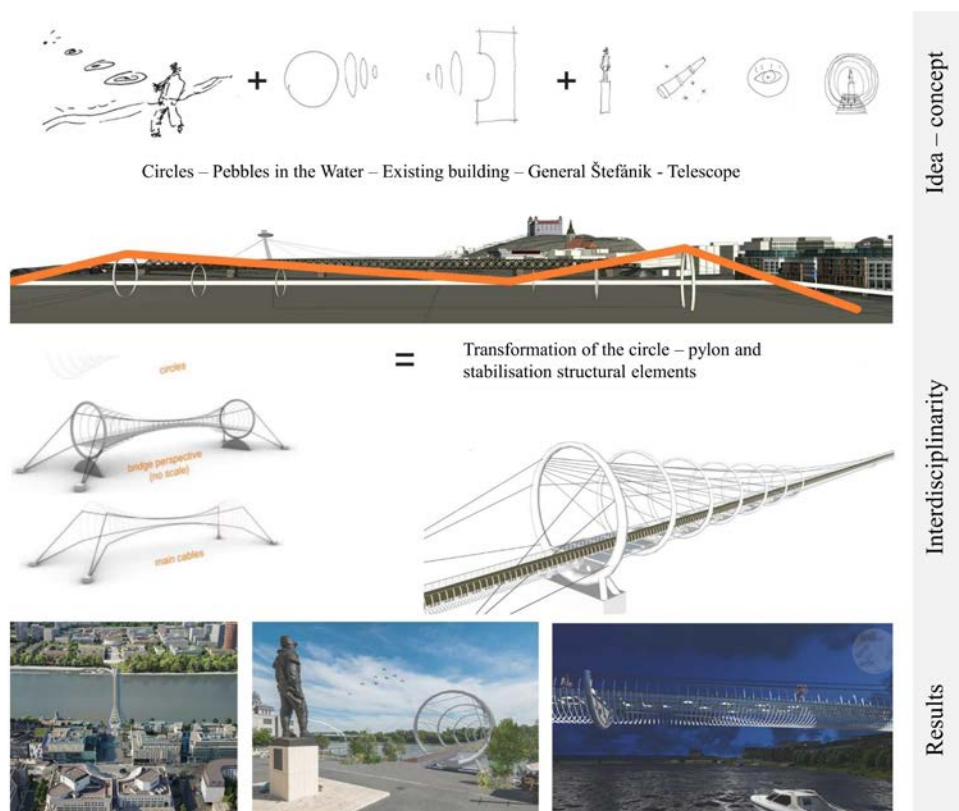 Idea – concept
Circles – Pebbles in the Water – Existing building – General Štefánik - Telescope
=
Transformation of the circle – pylon and
stabilisation structural elements
circles
bridge perspective
(no scale)
main cables
Interdisciplinarity
Results